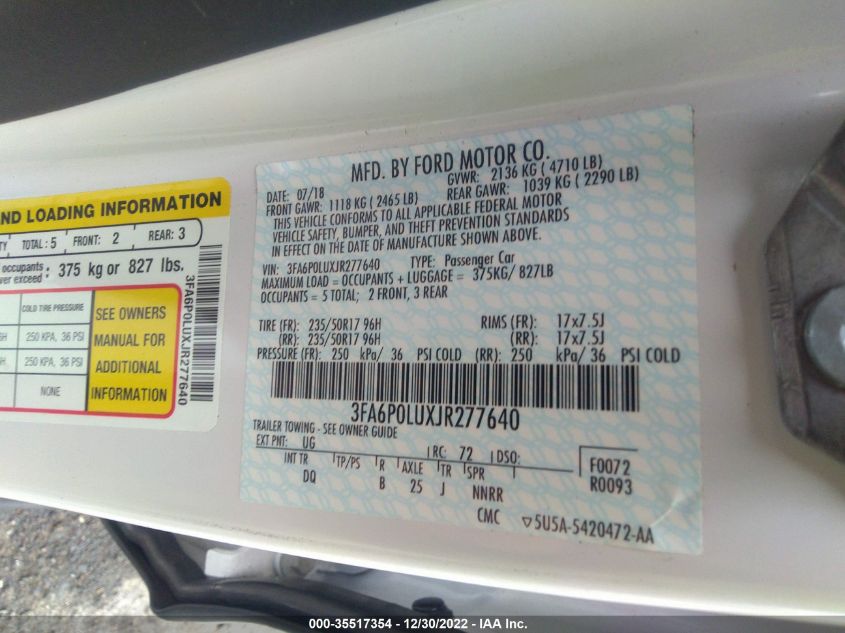 ND LOADING INFORMATION
TY TOTAL: 5 FRONT: 2 REAR: 3
occupants exceed: 375 kg or 827 lbs.
COLD TIRE PRESSURE
250 KPA, 36 PSI
250 KPA, 36 PSI
NONE
SEE OWNERS
MANUAL FOR
ADDITIONAL
INFORMATION
3FA6P0LUXJR277640
MFD. BY FORD MOTOR CO.
DATE: 07/18 GVWR: 2136 KG ( 4710 LB)
FRONT GAWR: 1118 KG ( 2465 LB) REAR GAWR: 1039 KG ( 2290 LB)
THIS VEHICLE CONFORMS TO ALL APPLICABLE FEDERAL MOTOR
VEHICLE SAFETY, BUMPER, AND THEFT PREVENTION STANDARDS
IN EFFECT ON THE DATE OF MANUFACTURE SHOWN ABOVE.
VIN: 3FA6P0LUXJR277640 TYPE: Passenger Car
MAXIMUM LOAD = OCCUPANTS + LUGGAGE = 375KG/ 827LB
OCCUPANTS = 5 TOTAL; 2 FRONT, 3 REAR
TIRE (FR): 235/50R17 96H RIMS (FR): 17x7.5J
(RR): 235/50R17 96H (RR): 17x7.5J
PRESSURE (FR): 250 kPa/ 36 PSI COLD (RR): 250 kPa/ 36 PSI COLD
3FA6P0LUXJR277640
TRAILER TOWING - SEE OWNER GUIDE
EXT PNT: UG RC: 72 DSO: F0072
INT TR TP/PS R AXLE TR SPR R0093
DQ B 25 J NNRR
CMC ▽5U5A-5420472-AA
000-35517354 - 12/30/2022 - IAA Inc.